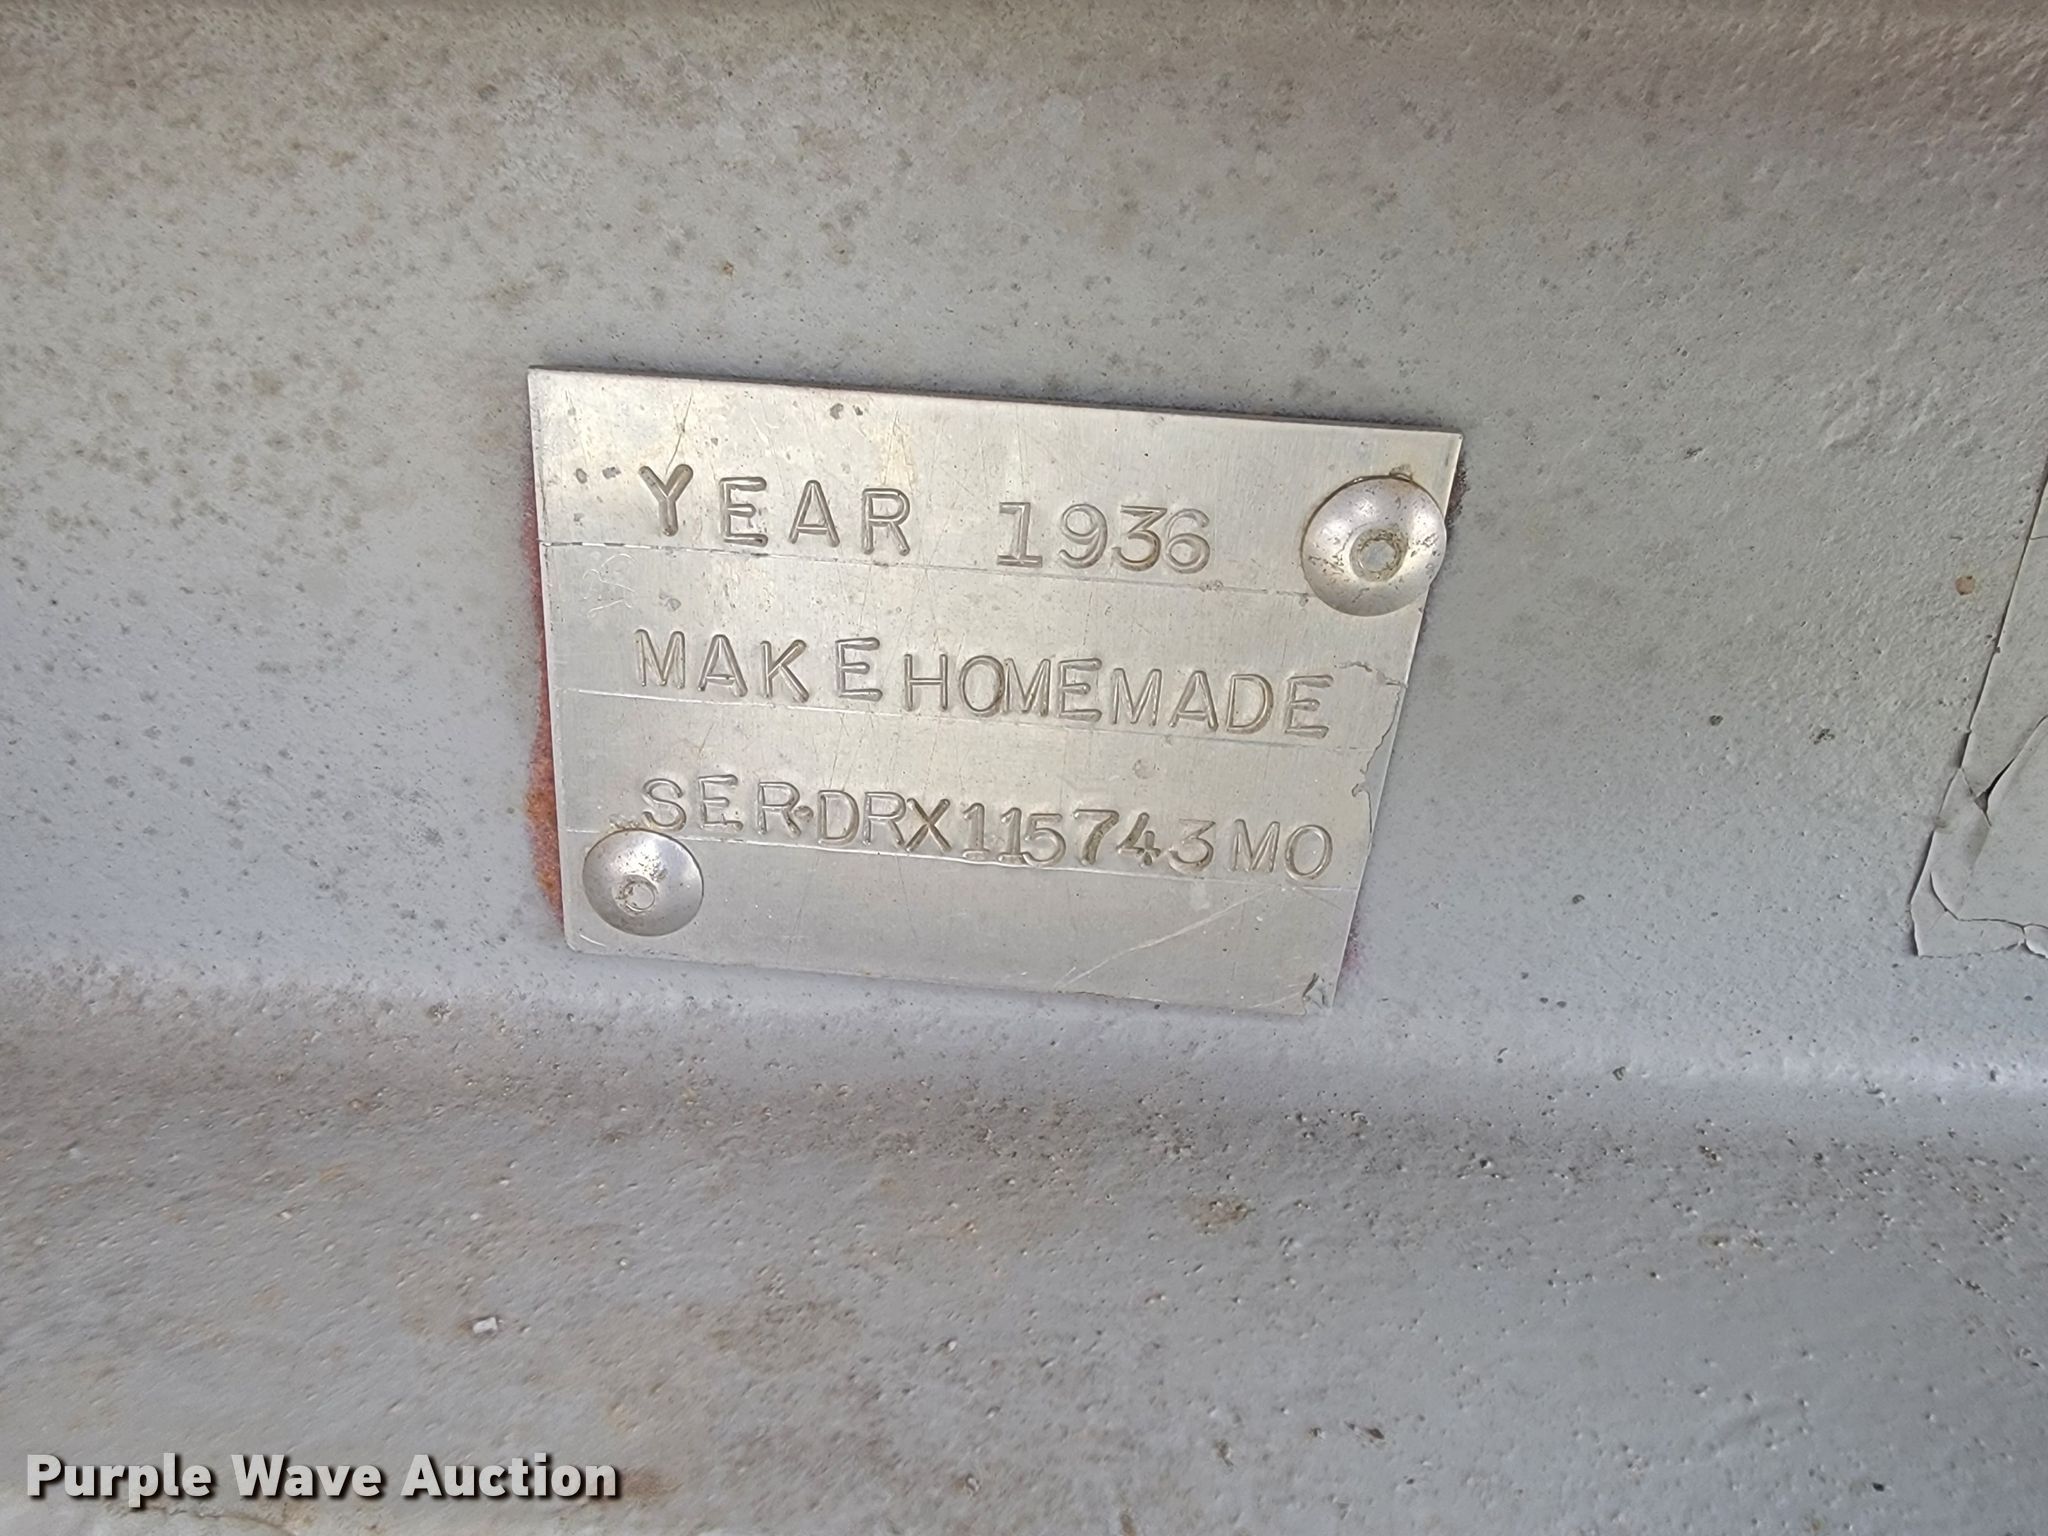 YEAR 1936
MAKE HOMEMADE
SER.DRX115743MO
Purple Wave Auction